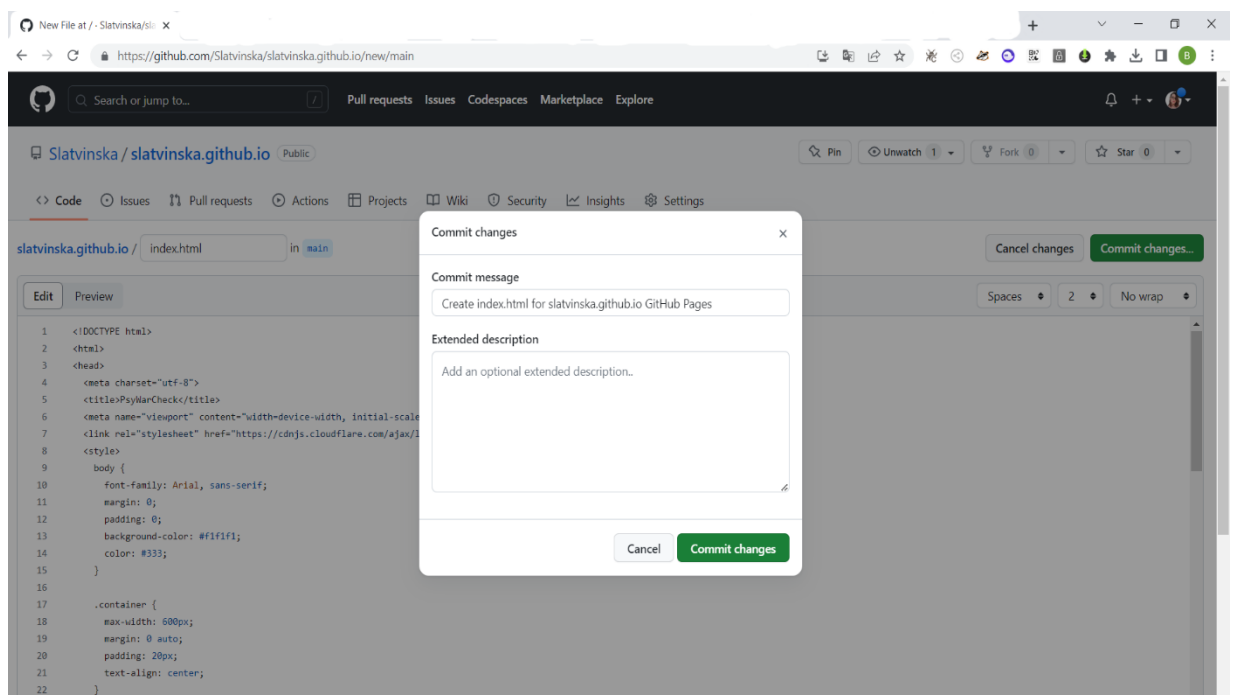 New File at / - Slatvinska/sla
https://github.com/Slatvinska/slatvinska.github.io/new/main
B
Search or jump to... /
Pull requests Issues Codespaces Marketplace Explore
Slatvinska / slatvinska.github.io Public
Pin Unwatch 1 Fork 0 Star 0
<> Code Issues Pull requests Actions Projects Wiki Security Insights Settings
slatvinska.github.io / index.html in main
Cancel changes Commit changes...
Edit Preview
Spaces 2 No wrap
1 <!DOCTYPE html>
2 <html>
3 <head>
4 <meta charset="utf-8">
5 <title>PsyWarCheck</title>
6 <meta name="viewport" content="width=device-width, initial-scale
7 <link rel="stylesheet" href="https://cdnjs.cloudflare.com/ajax/l
8 <style>
9 body {
10 font-family: Arial, sans-serif;
11 margin: 0;
12 padding: 0;
13 background-color: #f1f1f1;
14 color: #333;
15 }
16
17 .container {
18 max-width: 600px;
19 margin: 0 auto;
20 padding: 20px;
21 text-align: center;
22 }
Commit changes
Commit message
Create index.html for slatvinska.github.io GitHub Pages
Extended description
Add an optional extended description..
Cancel Commit changes